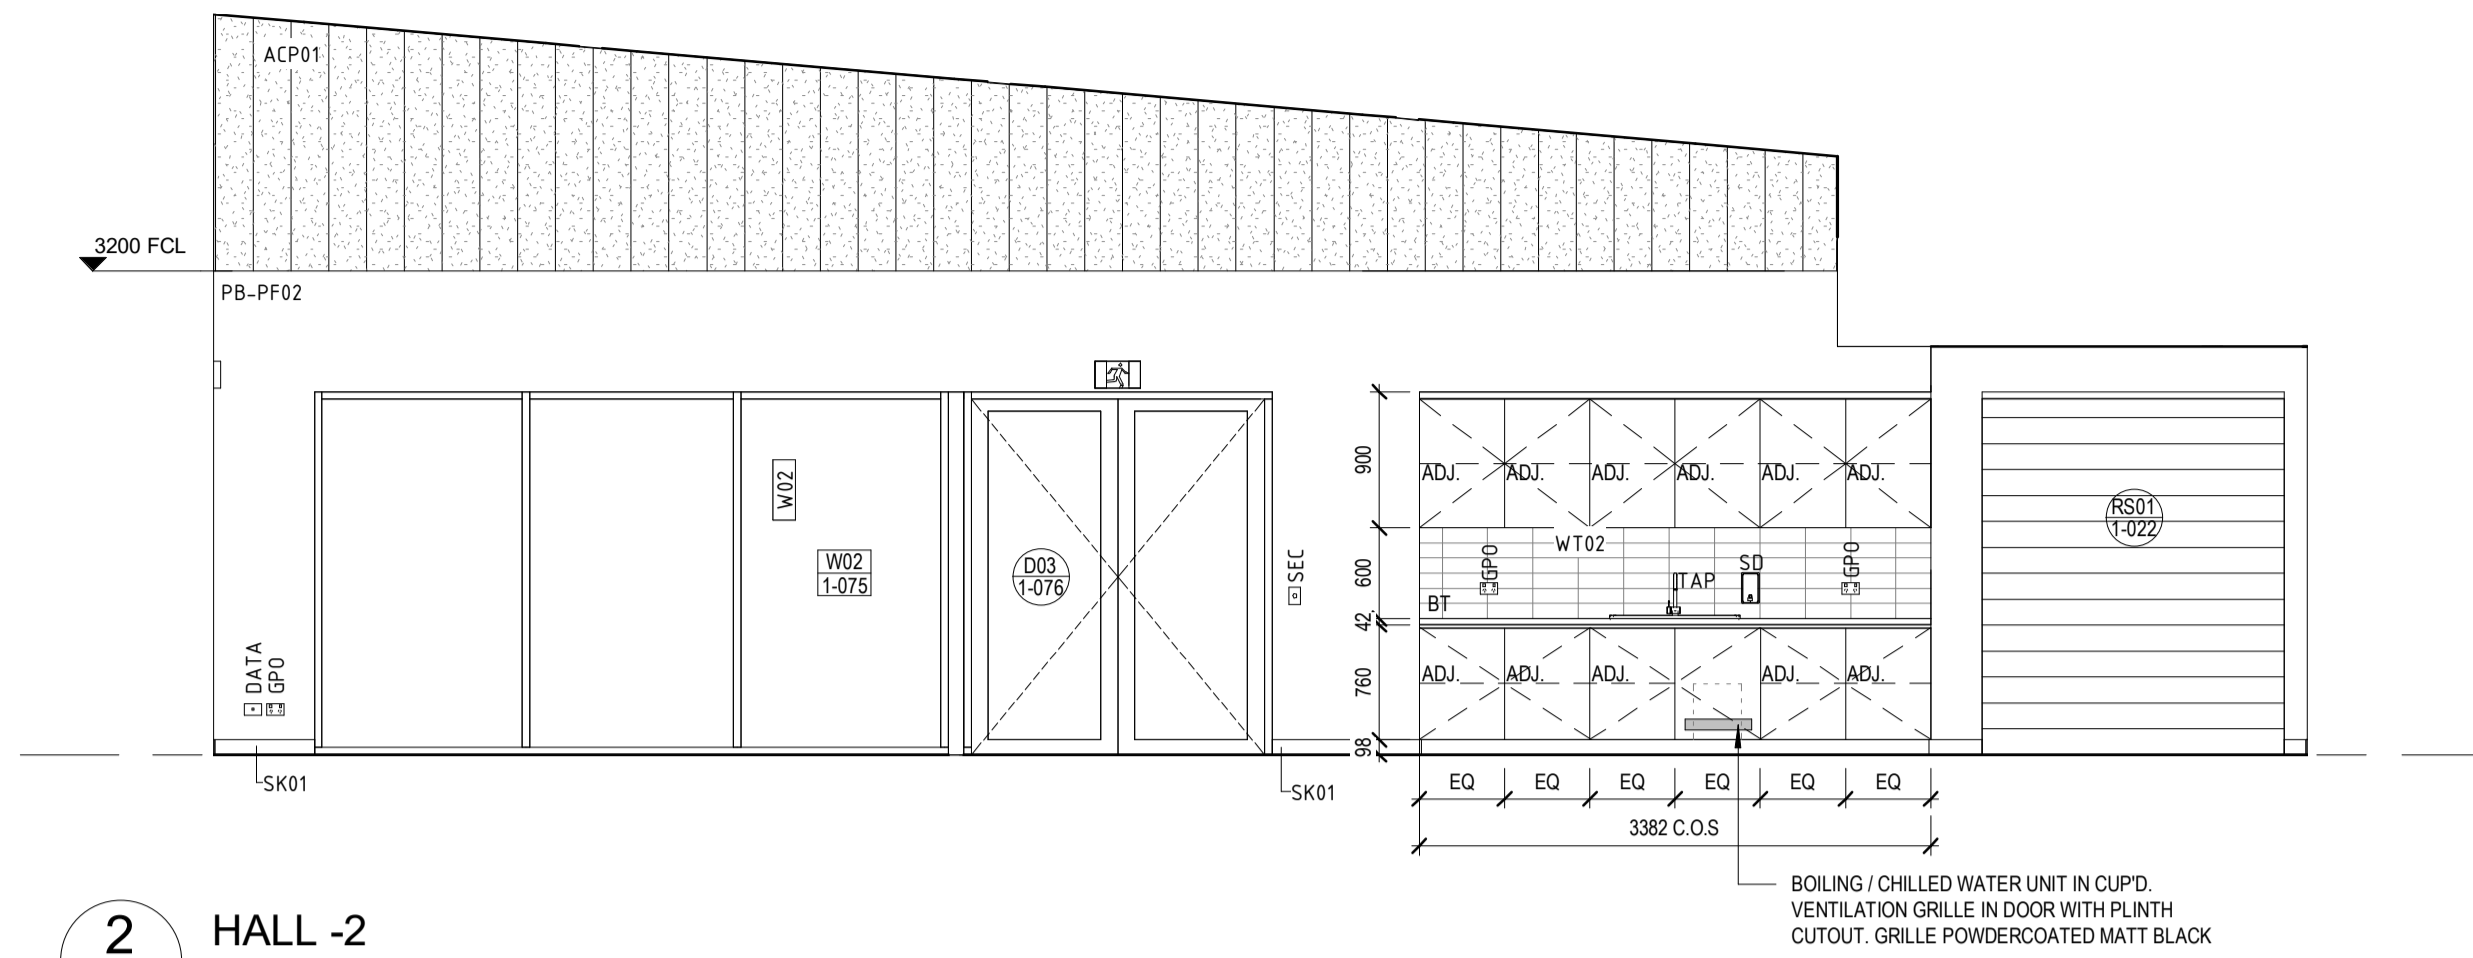 ACP01
3200 FCL
PB-PF02
W02
W02
1-075
D03
1-076
SEC
DATA
GPO
SK01
SK01
900
600
42
760
98
ADJ. ADJ. ADJ. ADJ. ADJ. ADJ.
WT02
GPO
TAP
SD
GPO
BT
ADJ. ADJ. ADJ. ADJ. ADJ.
RS01
1-022
EQ EQ EQ EQ EQ EQ
3382 C.O.S
BOILING / CHILLED WATER UNIT IN CUP'D.
VENTILATION GRILLE IN DOOR WITH PLINTH
CUTOUT. GRILLE POWDERCOATED MATT BLACK
2
HALL -2